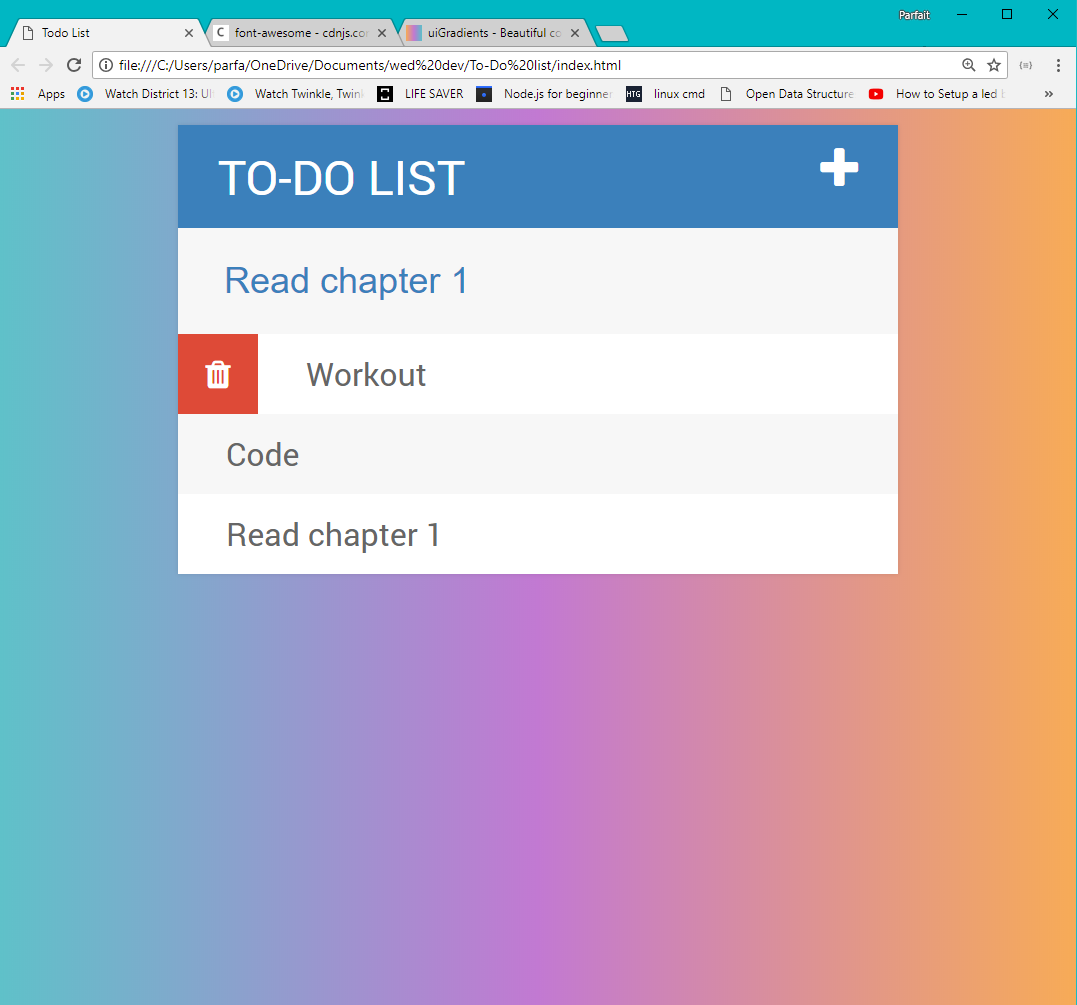 Parfait
Todo List
font-awesome - cdnjs.co
uiGradients - Beautiful co
file:///C:/Users/parfa/OneDrive/Documents/wed%20dev/To-Do%20list/index.html
Apps Watch District 13: Ul Watch Twinkle, Twin LIFE SAVER Node.js for beginner HTG linux cmd Open Data Structure How to Setup a led
TO-DO LIST
Read chapter 1
Workout
Code
Read chapter 1